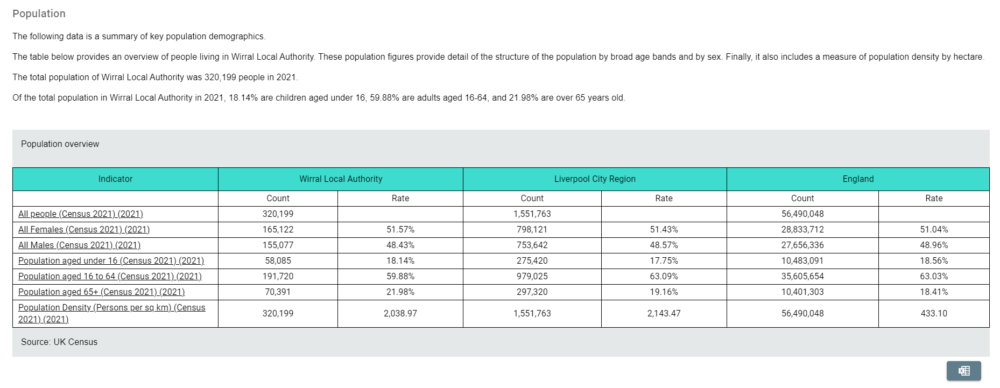 Population
The following data is a summary of key population demographics.
The table below provides an overview of people living in Wirral Local Authority. These population figures provide detail of the structure of the population by broad age bands and by sex. Finally, it also includes a measure of population density by hectare.
The total population of Wirral Local Authority was 320,199 people in 2021.
Of the total population in Wirral Local Authority in 2021, 18.14% are children aged under 16, 59.88% are adults aged 16-64, and 21.98% are over 65 years old.
Population overview
Indicator Wirral Local Authority Liverpool City Region England
Count Rate Count Rate Count Rate
All people (Census 2021) (2021) 320,199 1,551,763 56,490,048
All Females (Census 2021) (2021) 165,122 51.57% 798,121 51.43% 28,833,712 51.04%
All Males (Census 2021) (2021) 155,077 48.43% 753,642 48.57% 27,656,336 48.96%
Population aged under 16 (Census 2021) (2021) 58,085 18.14% 275,420 17.75% 10,483,091 18.56%
Population aged 16 to 64 (Census 2021) (2021) 191,720 59.88% 979,025 63.09% 35,605,654 63.03%
Population aged 65+ (Census 2021) (2021) 70,391 21.98% 297,320 19.16% 10,401,303 18.41%
Population Density (Persons per sq km) (Census
2021) (2021) 320,199 2,038.97 1,551,763 2,143.47 56,490,048 433.10
Source: UK Census